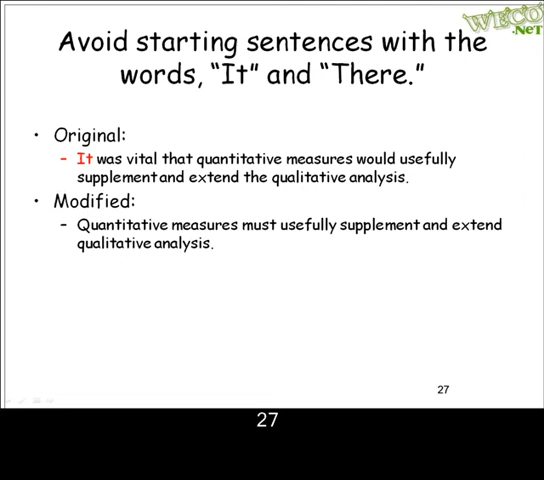 WECO
.NeT
Avoid starting sentences with the
words, “It” and “There.”
• Original:
– It was vital that quantitative measures would usefully
supplement and extend the qualitative analysis.
• Modified:
– Quantitative measures must usefully supplement and extend
qualitative analysis.
27
27